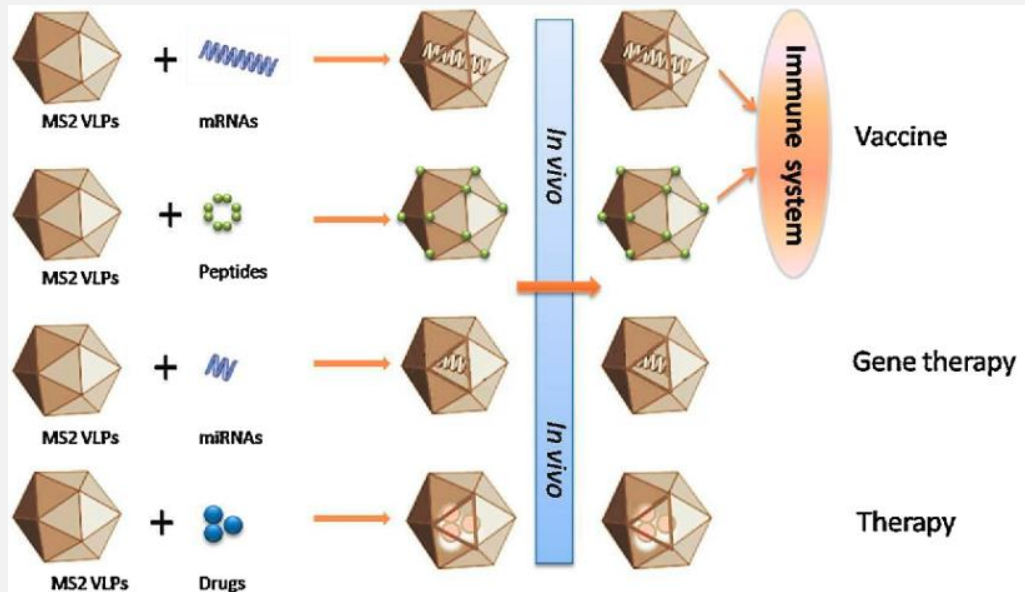 MS2 VLPs
+
mRNAs
In vivo
Immune system
Vaccine
MS2 VLPs
+
Peptides
MS2 VLPs
+
miRNAs
In vivo
Gene therapy
MS2 VLPs
+
Drugs
Therapy